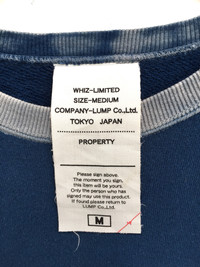 WHIZ-LIMITED
SIZE-MEDIUM
COMPANY-LUMP Co.,Ltd.
TOKYO JAPAN
PROPERTY
Please sign above.
The moment you sign,
this item will be yours.
Only the person who has
signed may use this product.
If found please return to
LUMP Co.,Ltd.
M